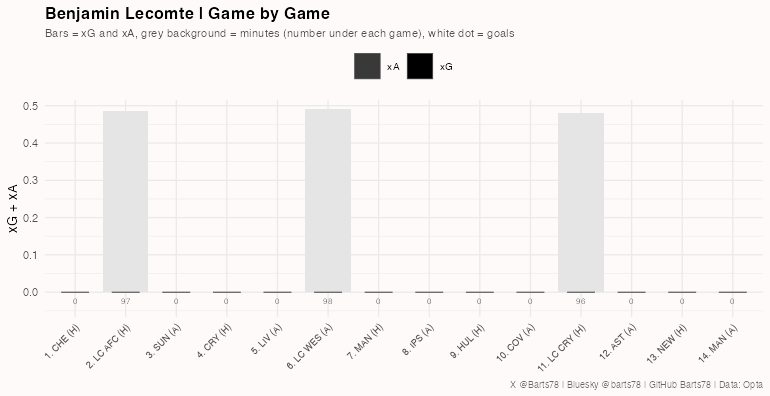 Benjamin Lecomte | Game by Game
Bars = xG and xA, grey background = minutes (number under each game), white dot = goals
xA xG
xG + xA
0.5
0.4
0.3
0.2
0.1
0.0
0 97 0 0 0 98 0 0 0 0 96 0 0 0
1. CHE (H)
2. LC AFC (H)
3. SUN (A)
4. CRY (H)
5. LIV (A)
6. LC WES (A)
7. MAN (H)
8. IPS (A)
9. HUL (H)
10. COV (A)
11. LC CRY (H)
12. AST (A)
13. NEW (H)
14. MAN (A)
X @Barts78 | Bluesky @barts78 | GitHub Barts78 | Data: Opta